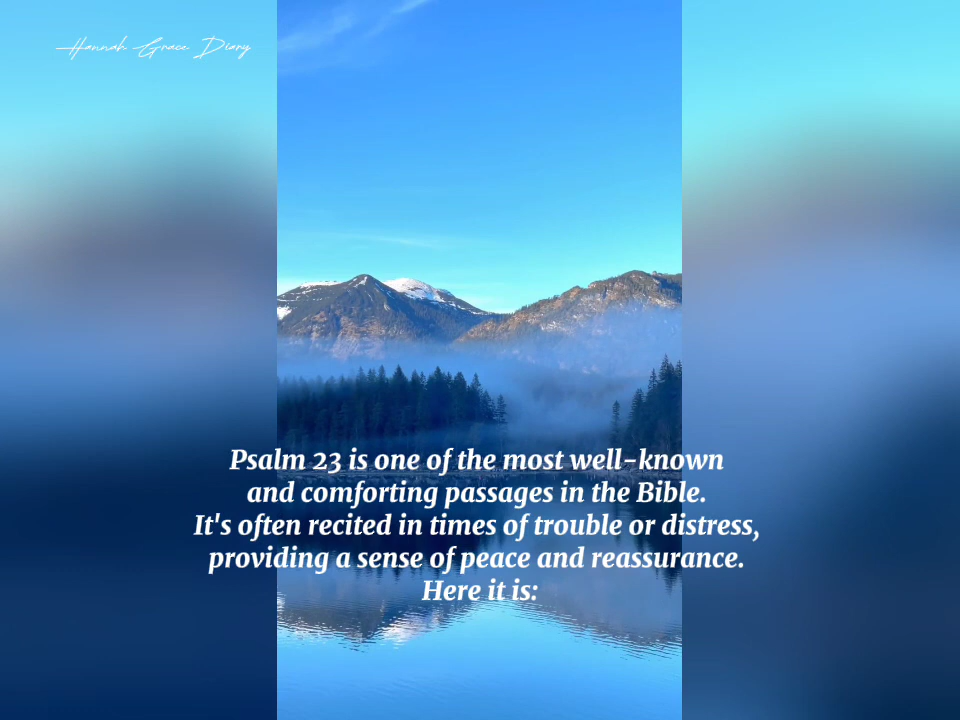 Hannah Grace Diary
Psalm 23 is one of the most well-known
and comforting passages in the Bible.
It's often recited in times of trouble or distress,
providing a sense of peace and reassurance.
Here it is: